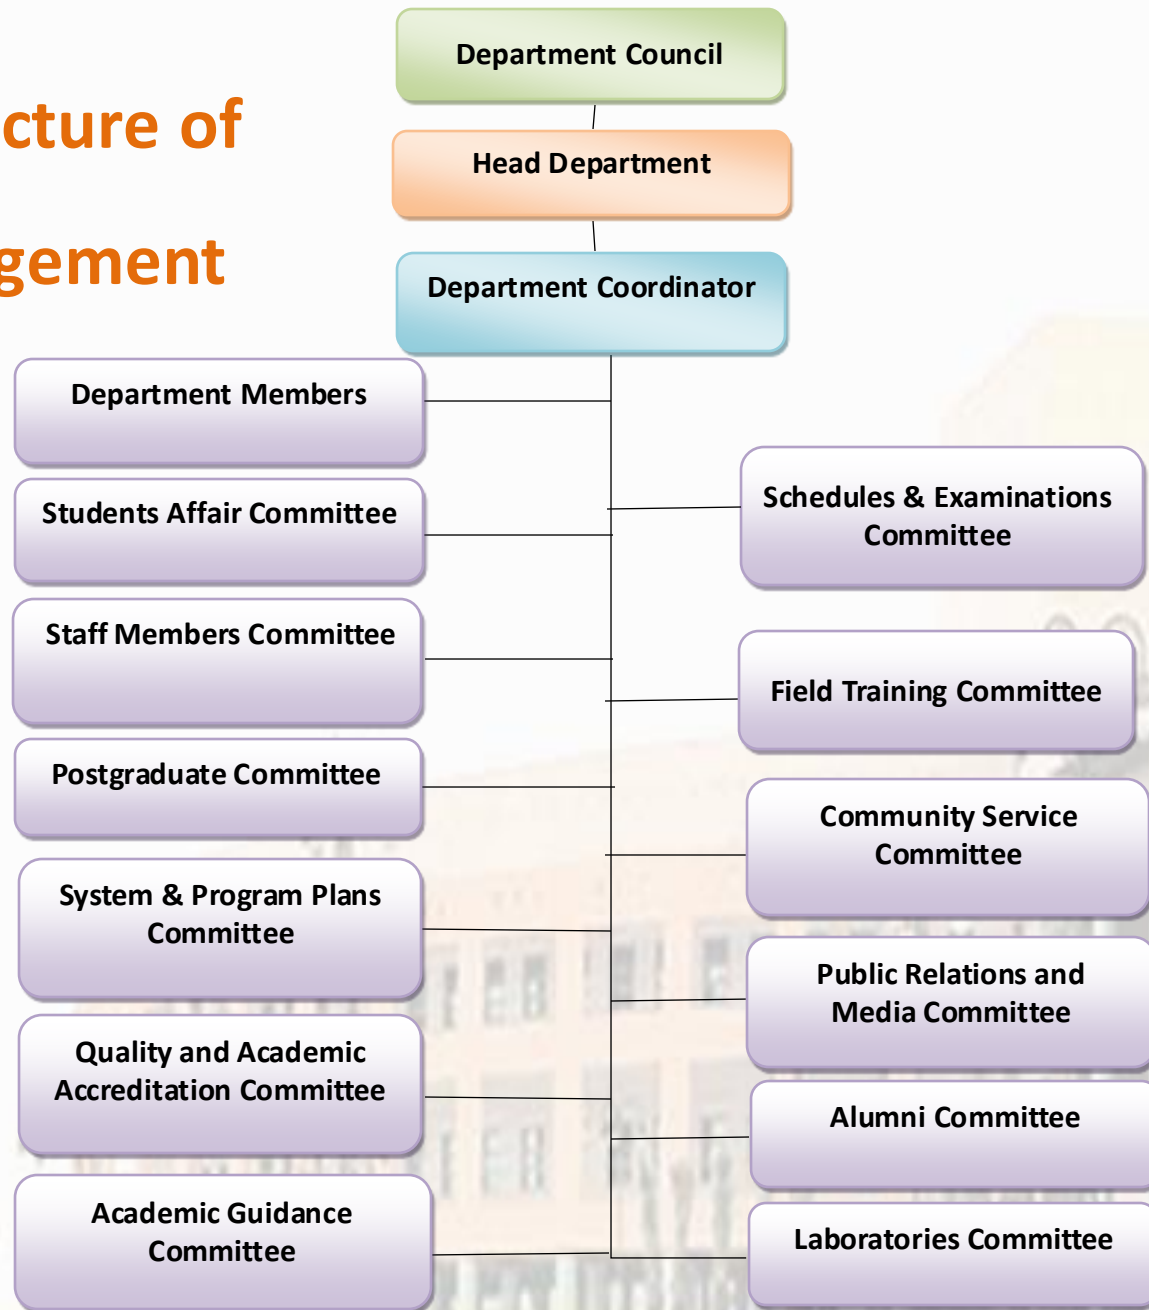 Department Council
cture of
Head Department
gement
Department Coordinator
Department Members
Students Affair Committee
Staff Members Committee
Postgraduate Committee
System & Program Plans
Committee
Quality and Academic
Accreditation Committee
Academic Guidance
Committee
Schedules & Examinations
Committee
Field Training Committee
Community Service
Committee
Public Relations and
Media Committee
Alumni Committee
Laboratories Committee